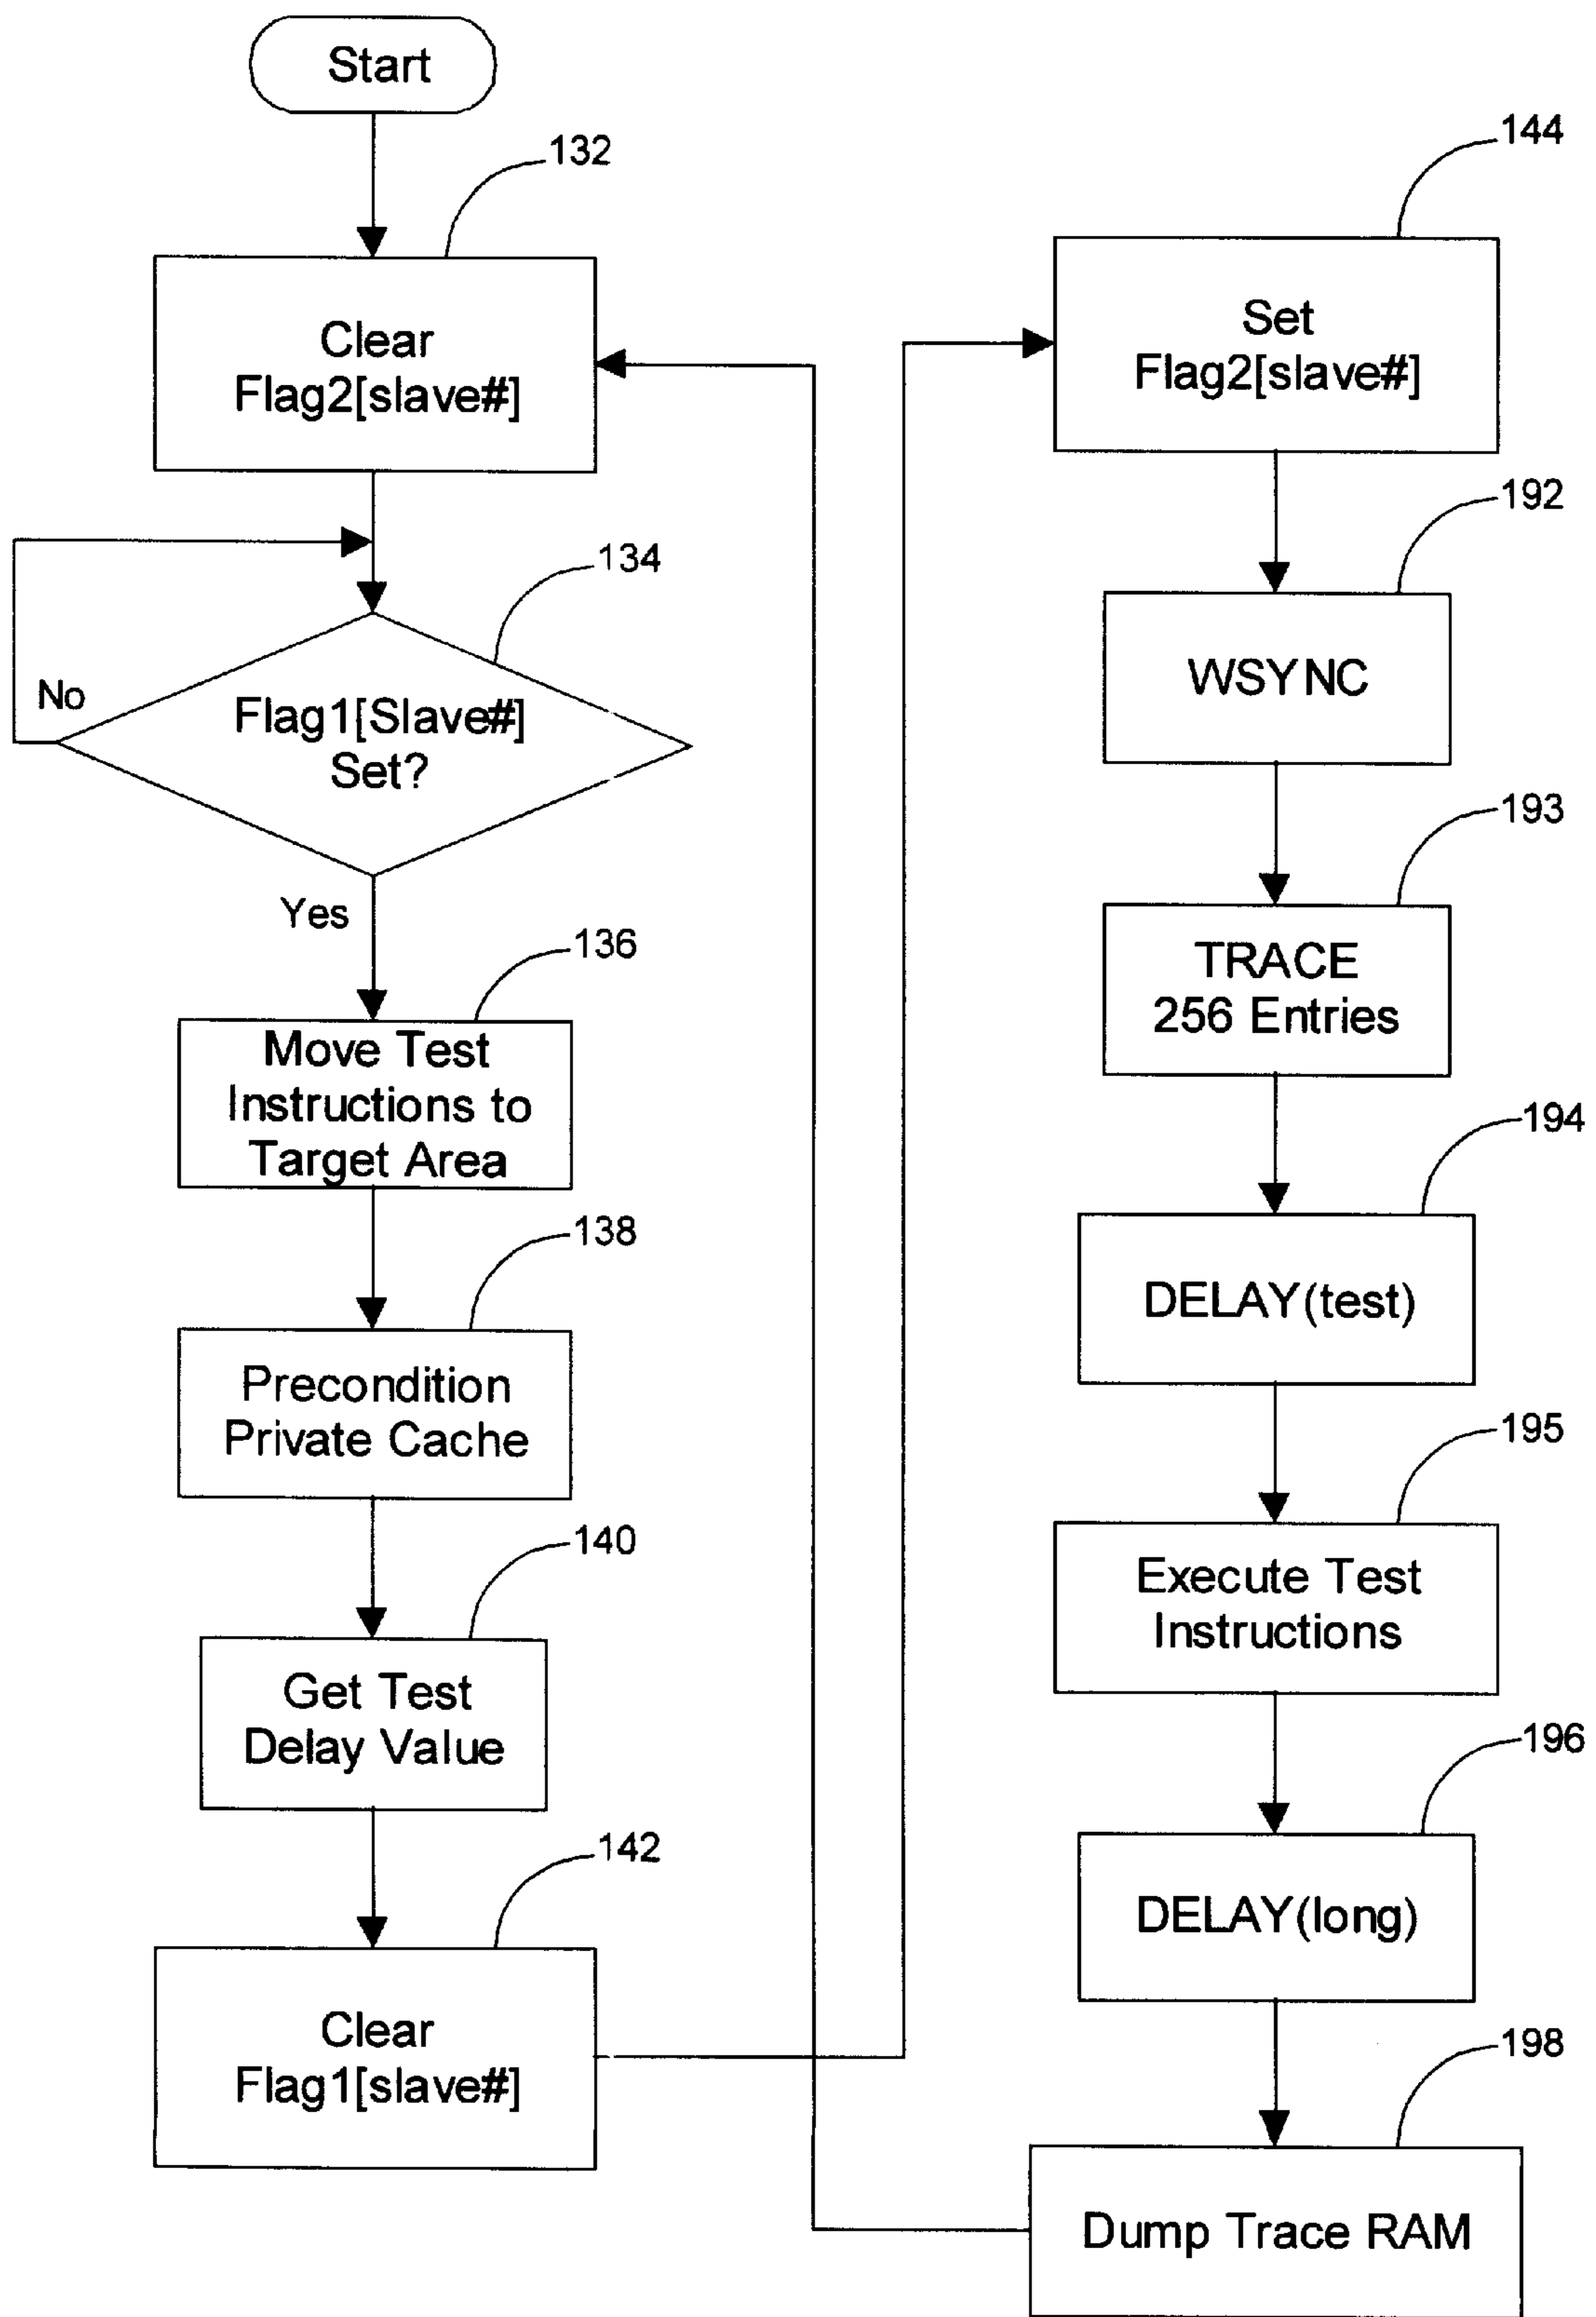 Start
132
Clear
Flag2[slave#]
134
No
Flag1[Slave#]
Set?
Yes
136
Move Test
Instructions to
Target Area
138
Precondition
Private Cache
140
Get Test
Delay Value
142
Clear
Flag1[slave#]
144
Set
Flag2[slave#]
192
WSYNC
193
TRACE
256 Entries
194
DELAY(test)
195
Execute Test
Instructions
196
DELAY(long)
198
Dump Trace RAM